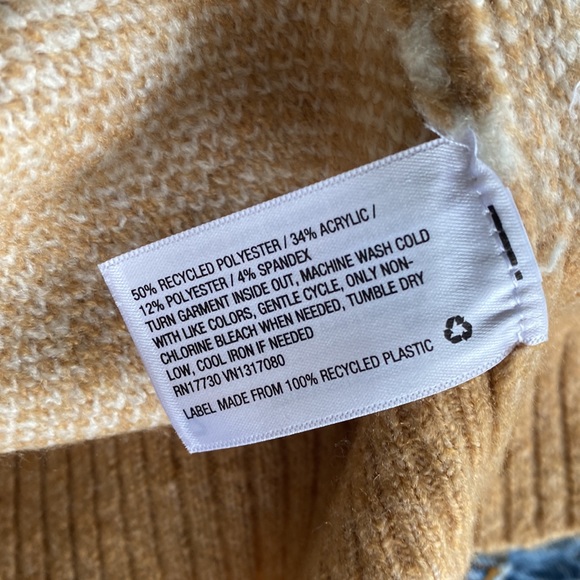 50% RECYCLED POLYESTER / 34% ACRYLIC /
12% POLYESTER / 4% SPANDEX
TURN GARMENT INSIDE OUT, MACHINE WASH COLD
WITH LIKE COLORS, GENTLE CYCLE, ONLY NON-
CHLORINE BLEACH WHEN NEEDED, TUMBLE DRY
LOW, COOL IRON IF NEEDED
RN17730 VN1317080
LABEL MADE FROM 100% RECYCLED PLASTIC